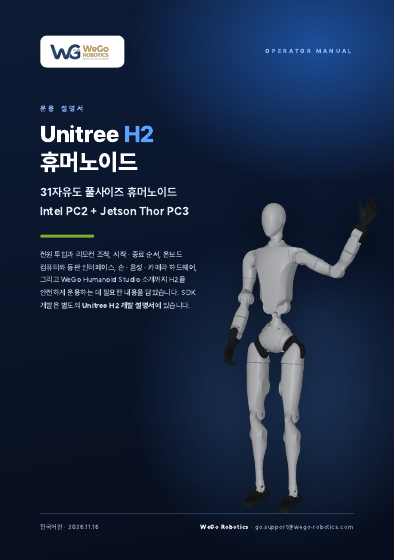 WG WeGo
ROBOTICS
OPERATOR MANUAL
운용 설명서
Unitree H2
휴머노이드
31자유도 풀사이즈 휴머노이드
Intel PC2 + Jetson Thor PC3
전원 투입과 리모컨 조작, 시작 · 종료 순서, 온보드
컴퓨터와 등판 인터페이스, 손 · 음성 · 카메라 하드웨어,
그리고 WeGo Humanoid Studio 소개까지 H2를
안전하게 운용하는 데 필요한 내용을 담았습니다. SDK
개발은 별도의 Unitree H2 개발 설명서에 있습니다.
한국어판 · 2026.11.16
WeGo Robotics · go.support@wego-robotics.com